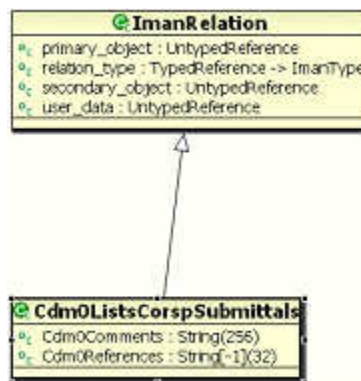 ImanRelation
primary_object : UntypedReference
relation_type : TypedReference -> ImanType
secondary_object : UntypedReference
user_data : UntypedReference
Cdm0ListsCorspSubmittals
Cdm0Comments : String(256)
Cdm0References : String[-1](32)